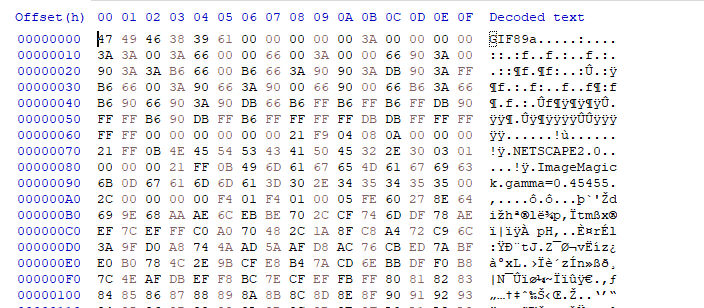 Offset(h) 00 01 02 03 04 05 06 07 08 09 0A 0B 0C 0D 0E 0F Decoded text
00000000 47 49 46 38 39 61 00 00 00 00 00 3A 00 00 00 00 GIF89a.....:....
00000010 3A 3A 00 3A 66 00 00 66 00 3A 00 00 66 90 3A 00 ::.:f..f.:..f.:.
00000020 90 3A 3A B6 66 00 B6 66 3A 90 90 3A DB 90 3A FF .::¶f.¶f:..:Û.:ÿ
00000030 B6 66 00 3A 90 66 3A 90 00 66 90 00 66 B6 3A 66 ¶f.:.f:..f..f¶:f
00000040 B6 90 66 90 3A 90 DB 66 B6 FF B6 FF B6 FF DB 90 ¶.f.:.Ûf¶ÿ¶ÿ¶ÿÛ.
00000050 FF FF FF B6 90 DB FF B6 FF FF FF FF DB DB FF FF ÿÿÿ¶.Ûÿ¶ÿÿÿÿÛÛÿÿ
00000060 FF FF 00 00 00 00 00 00 21 F9 04 08 0A 00 00 00 ÿÿ......!ù......
00000070 21 FF 0B 4E 45 54 53 43 41 50 45 32 2E 30 03 01 !ÿ.NETSCAPE2.0..
00000080 00 00 00 21 FF 0B 49 6D 61 67 65 4D 61 67 69 63 ...!ÿ.ImageMagic
00000090 6B 0D 67 61 6D 6D 61 3D 30 2E 34 35 34 35 35 00 k.gamma=0.45455.
000000A0 2C 00 00 00 00 F4 01 F4 01 00 05 FE 60 27 8E 64 ,....ô.ô...þ`'Žd
000000B0 69 9E 68 AA AE 6C EB BE 70 2C CF 74 6D DF 78 AE ižhª®lë¾p,Ïtmßx®
000000C0 EF 7C EF FF C0 A0 70 48 2C 1A 8F C8 A4 72 C9 6C ï|ïÿÀ pH,..È¤rÉl
000000D0 3A 9F D0 A8 74 4A AD 5A AF D8 AC 76 CB ED 7A BF :ŸÐ¨tJ.Z¯Ø¬vËíz¿
000000E0 E0 B0 78 4C 2E 9B CF E8 B4 7A CD 6E BB DF F0 B8 à°xL.›Ïè´zÍn»ßð¸
000000F0 7C 4E AF DB EF F8 BC 7E CF EF FB FF 80 81 82 83 |N¯Ûïø¼~Ïïûÿ€.‚ƒ
00000100 84 85 86 87 88 89 8A 8B 8C 8D 8E 8F 90 91 92 93 „…†‡ˆ‰Š‹Œ.Ž..‘’“